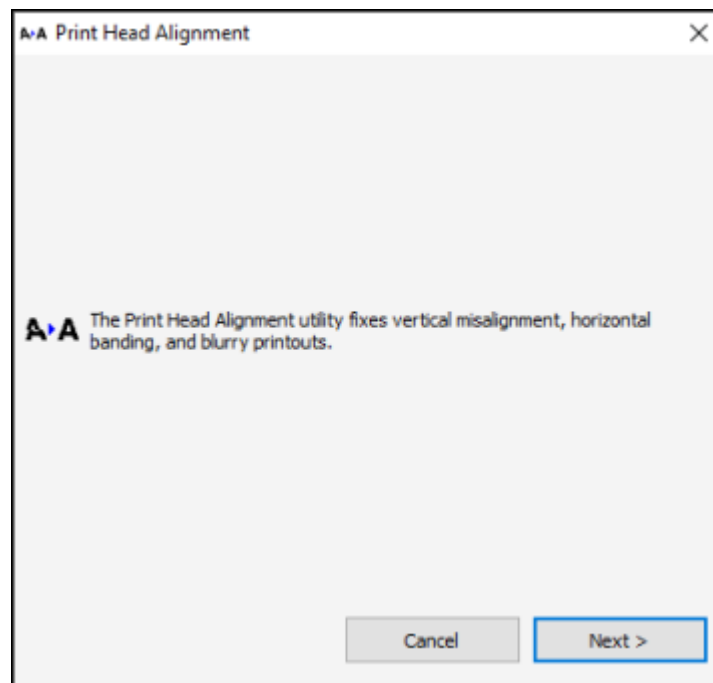 A▸A Print Head Alignment
A▸A The Print Head Alignment utility fixes vertical misalignment, horizontal
banding, and blurry printouts.
Cancel Next >